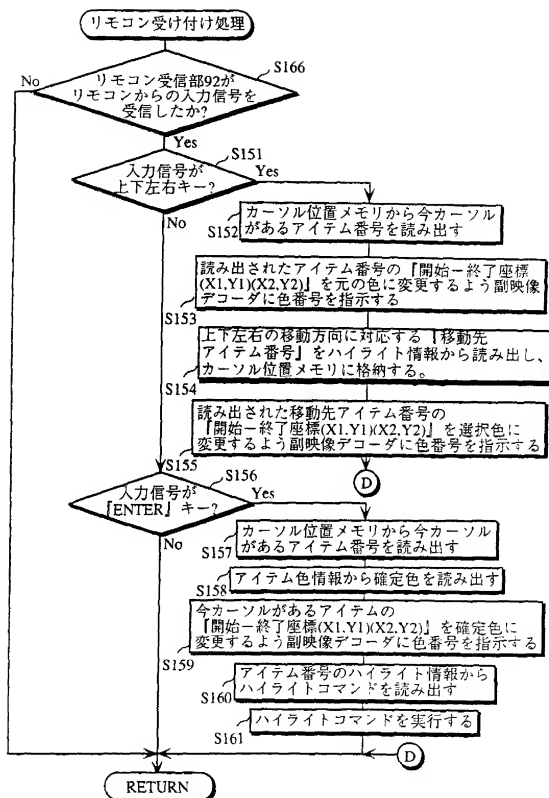 リモコン受け付け処理
S166
No
リモコン受信部92が
リモコンからの入力信号を
受信したか?
Yes
S151
入力信号が
上下左右キー?
Yes
No
S152
カーソル位置メモリから今カーソル
があるアイテム番号を読み出す
読み出されたアイテム番号の『開始－終了座標
(X1,Y1)(X2,Y2)』を元の色に変更するよう副映像
デコーダに色番号を指示する
S153
上下左右の移動方向に対応する『移動先
アイテム番号』をハイライト情報から読み出し、
カーソル位置メモリに格納する。
S154
読み出された移動先アイテム番号の
『開始－終了座標(X1,Y1)(X2,Y2)』を選択色に
変更するよう副映像デコーダに色番号を指示する
S155
D
S156
入力信号が
『ENTER』キー?
Yes
No
カーソル位置メモリから今カーソル
があるアイテム番号を読み出す
S157
アイテム色情報から確定色を読み出す
S158
今カーソルがあるアイテムの
『開始－終了座標(X1,Y1)(X2,Y2)』を確定色に
変更するよう副映像デコーダに色番号を指示する
S159
アイテム番号のハイライト情報から
ハイライトコマンドを読み出す
S160
ハイライトコマンドを実行する
S161
D
RETURN